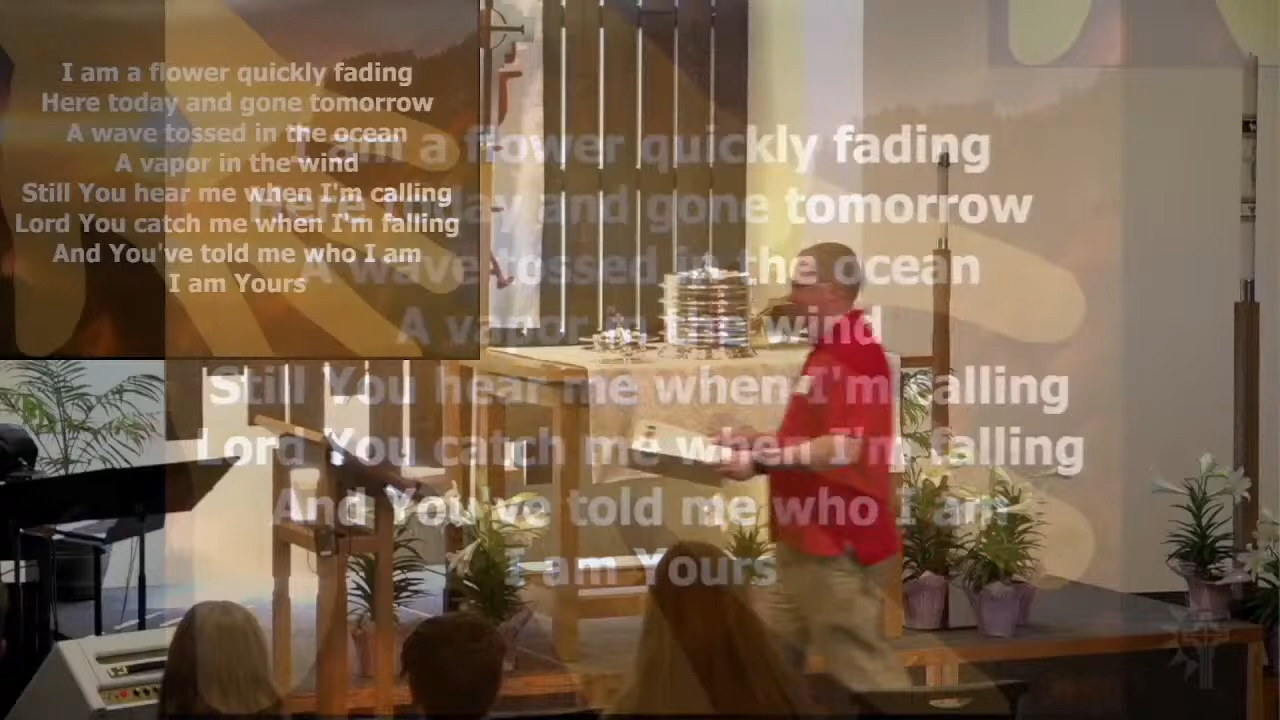 I am a flower quickly fading
Here today and gone tomorrow
A wave tossed in the ocean
A vapor in the wind
Still You hear me when I'm calling
Lord You catch me when I'm falling
And You've told me who I am
I am Yours
I am a flower quickly fading
Here today and gone tomorrow
A wave tossed in the ocean
A vapor in the wind
Still You hear me when I'm calling
Lord You catch me when I'm falling
And You've told me who I am
I am Yours